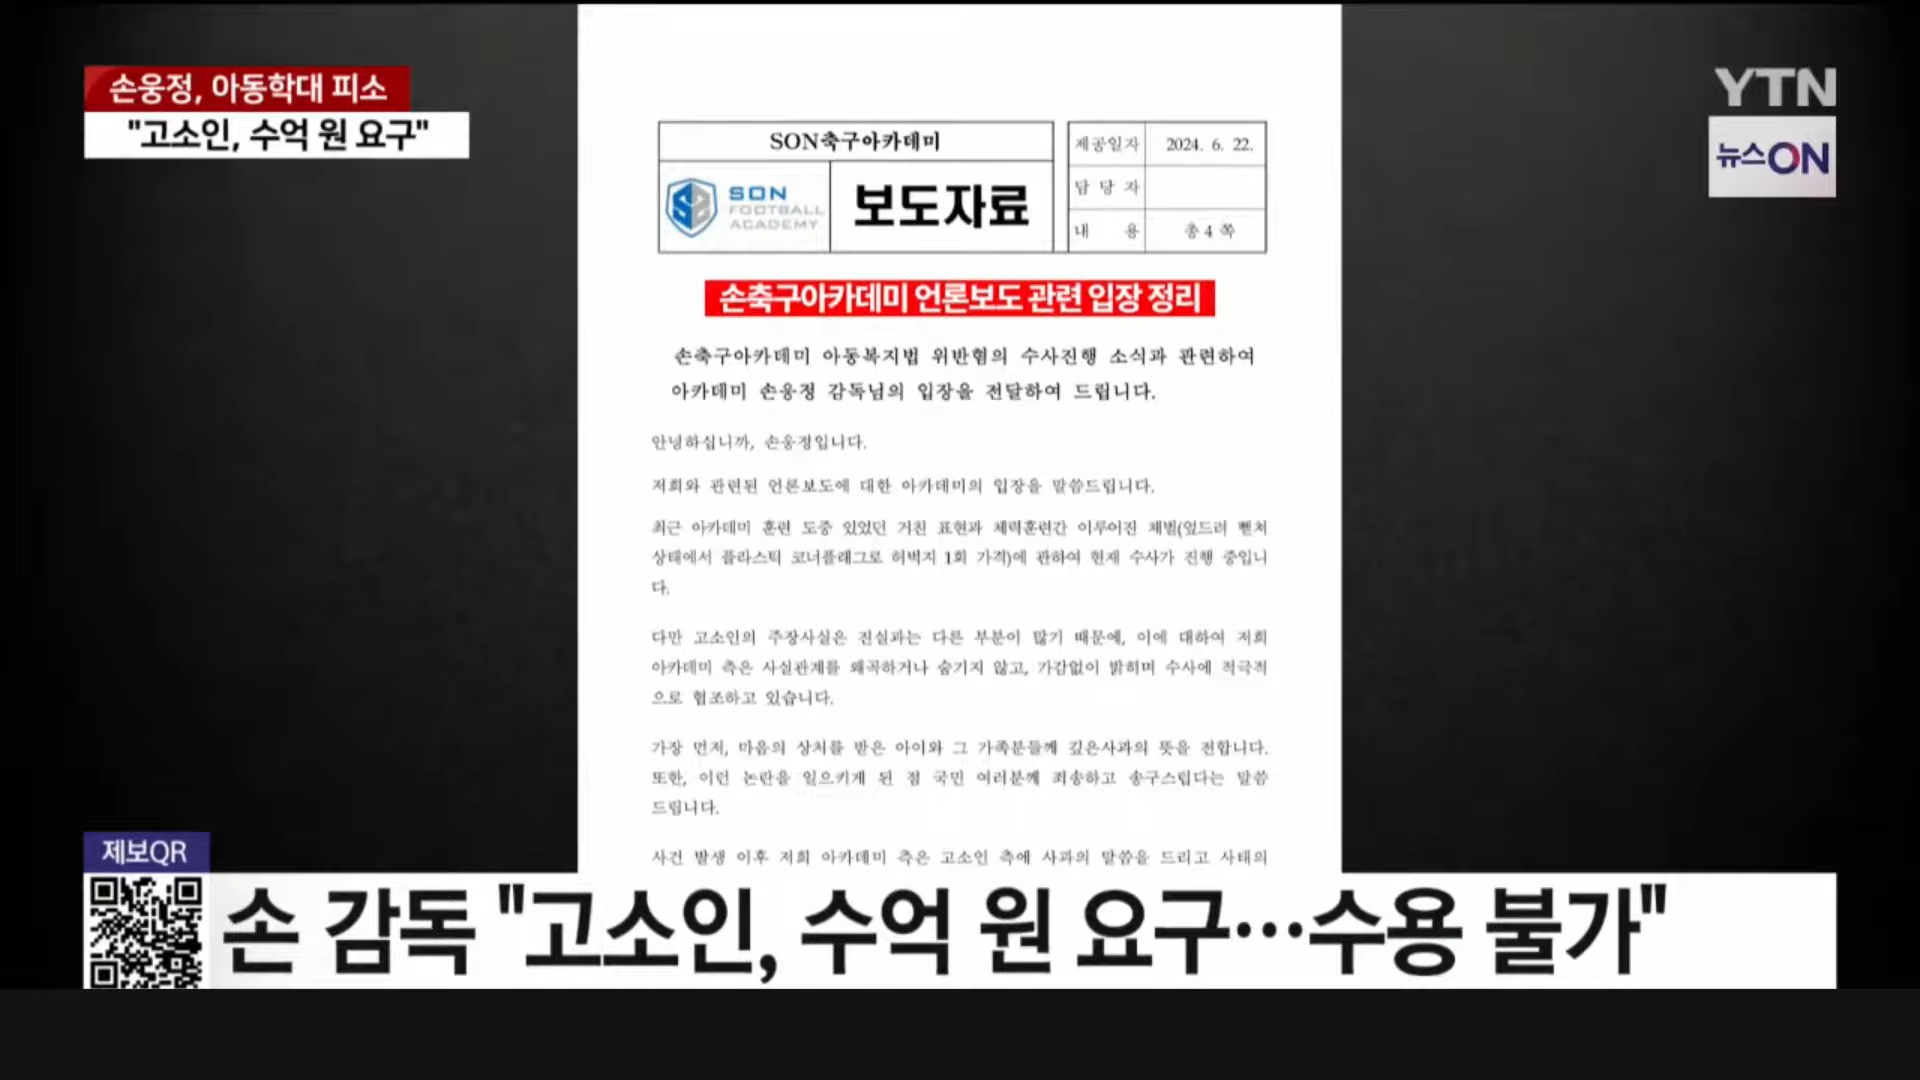 손웅정, 아동학대 피소
"고소인, 수억 원 요구"
YTN
뉴스ON
SON축구아카데미
SON
FOOTBALL
ACADEMY
보도자료
제공일자 2024. 6. 22.
담 당 자
내 용 총 4 쪽
손축구아카데미 언론보도 관련 입장 정리
손축구아카데미 아동복지법 위반혐의 수사진행 소식과 관련하여
아카데미 손웅정 감독님의 입장을 전달하여 드립니다.
안녕하십니까, 손웅정입니다.
저희와 관련된 언론보도에 대한 아카데미의 입장을 말씀드립니다.
최근 아카데미 훈련 도중 있었던 거친 표현과 체력훈련간 이루어진 체벌(엎드려 뻗쳐
상태에서 플라스틱 코너플래그로 허벅지 1회 가격)에 관하여 현재 수사가 진행 중입니
다.
다만 고소인의 주장사실은 진실과는 다른 부분이 많기 때문에, 이에 대하여 저희
아카데미 측은 사실관계를 왜곡하거나 숨기지 않고, 가감없이 밝히며 수사에 적극적
으로 협조하고 있습니다.
가장 먼저, 마음의 상처를 받은 아이와 그 가족분들께 깊은사과의 뜻을 전합니다.
또한, 이런 논란을 일으키게 된 점 국민 여러분께 죄송하고 송구스럽다는 말씀
드립니다.
사건 발생 이후 저희 아카데미 측은 고소인 측에 사과의 말씀을 드리고 사태의
제보QR
손 감독 "고소인, 수억 원 요구…수용 불가"